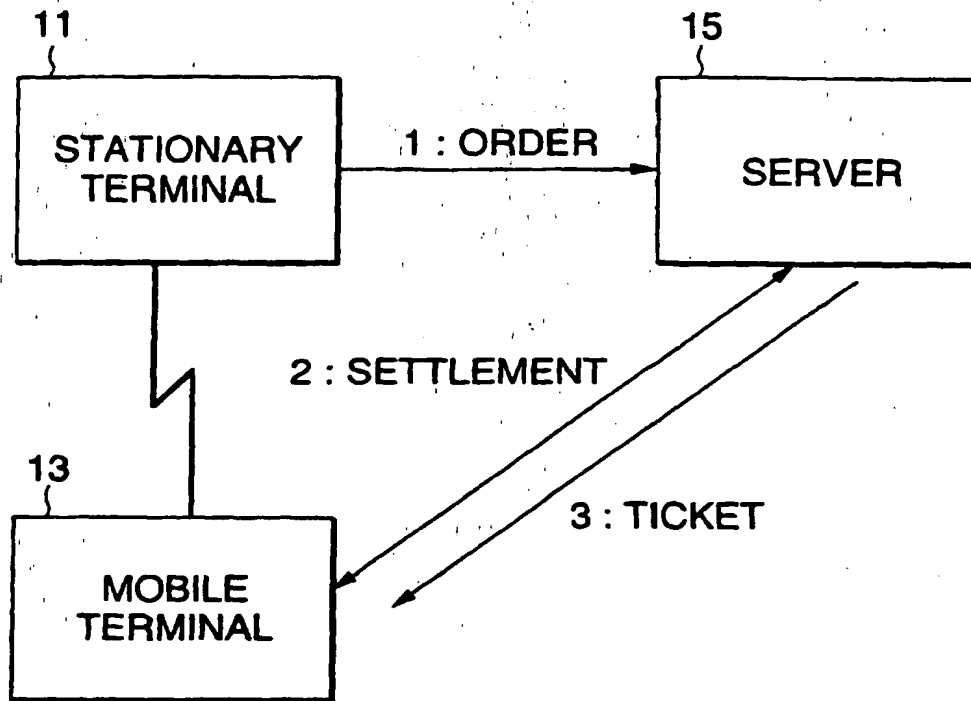 11
15
STATIONARY
TERMINAL
1 : ORDER
SERVER
2 : SETTLEMENT
13
3 : TICKET
MOBILE
TERMINAL